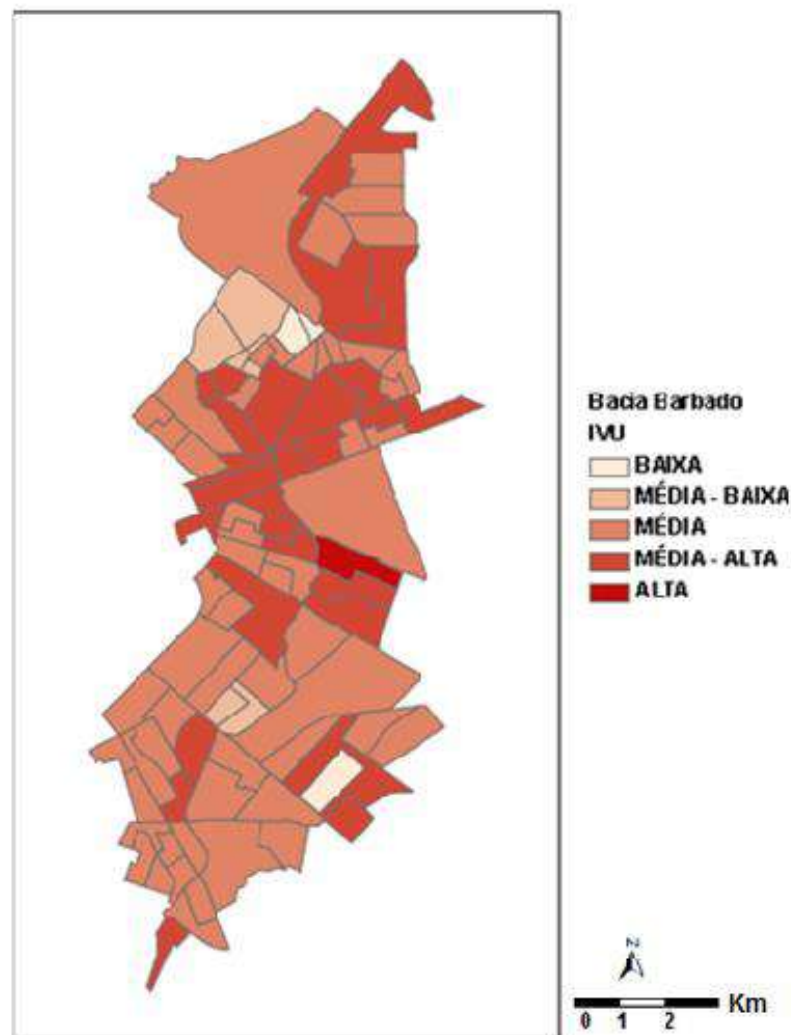 Bacia Barbado
IVU
BAIXA
MÉDIA - BAIXA
MÉDIA
MÉDIA - ALTA
ALTA
N
Km
0 1 2